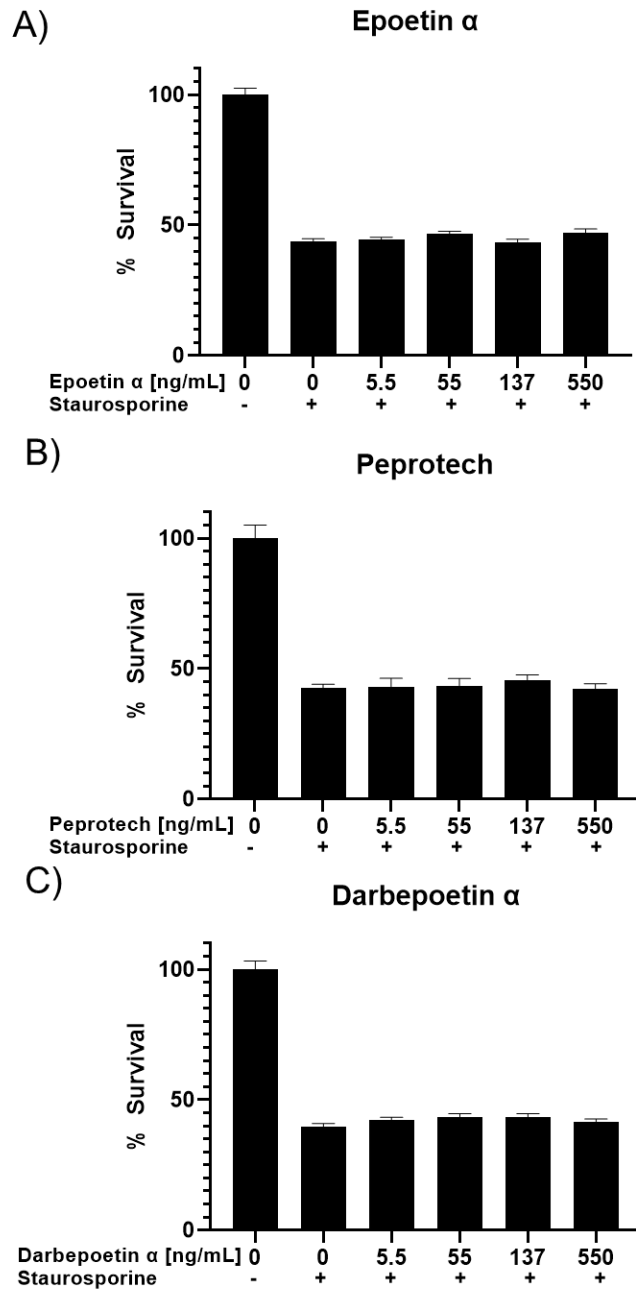 A)
Epoetin α
% Survival
100
50
0
Epoetin α [ng/mL] 0 0 5.5 55 137 550
Staurosporine - + + + + +
B)
Peprotech
% Survival
100
50
0
Peprotech [ng/mL] 0 0 5.5 55 137 550
Staurosporine - + + + + +
C)
Darbepoetin α
% Survival
100
50
0
Darbepoetin α [ng/mL] 0 0 5.5 55 137 550
Staurosporine - + + + + +